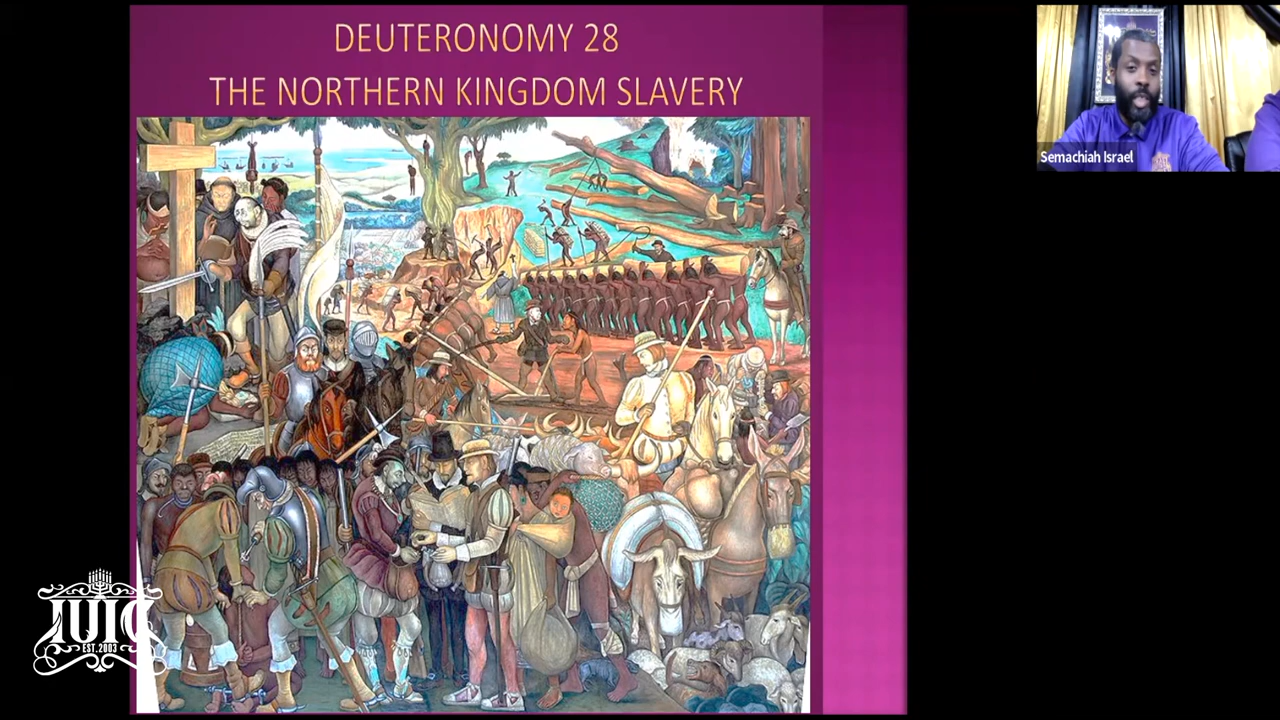 DEUTERONOMY 28
THE NORTHERN KINGDOM SLAVERY
Semachiah Israel
IUIC
EST. 2003